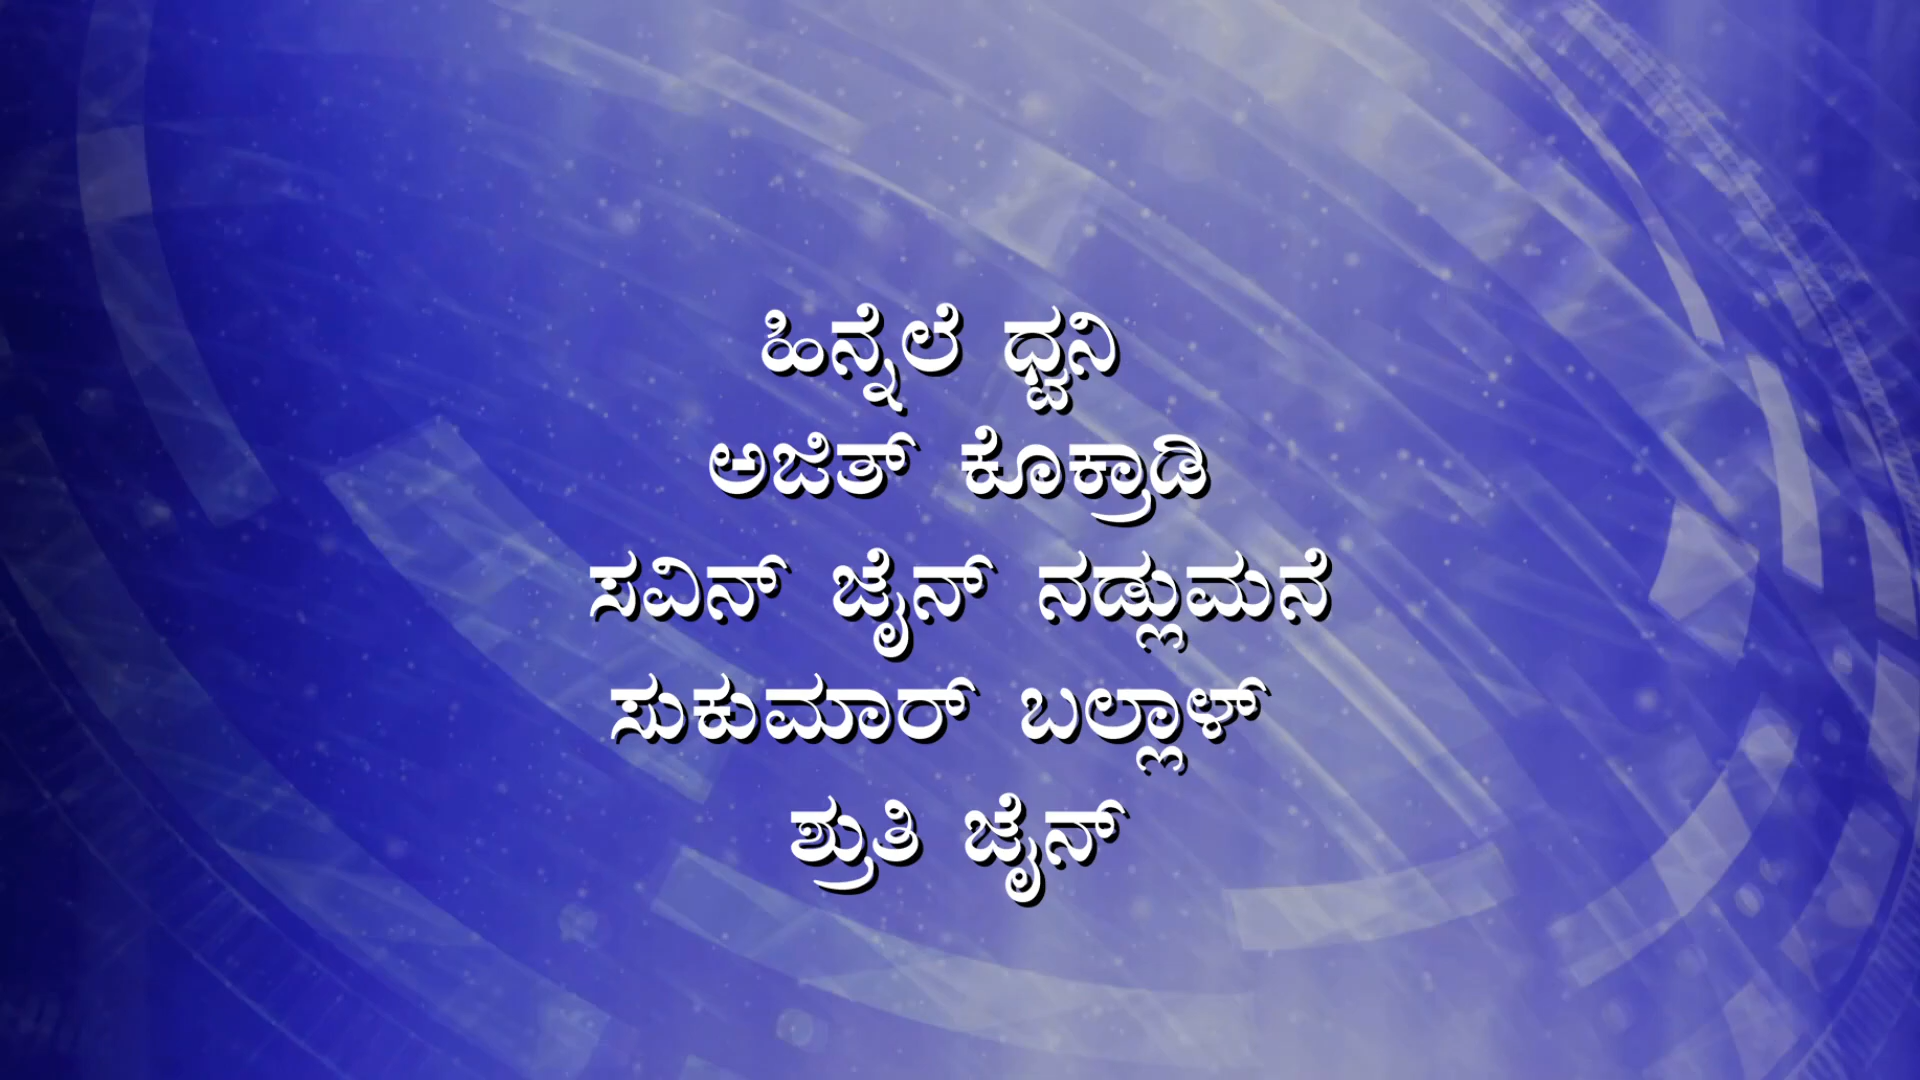 ಹಿನ್ನೆಲೆ ಧ್ವನಿ
ಅಜಿತ್ ಕೊಕ್ರಾಡಿ
ಸವಿನ್ ಜೈನ್ ನಡ್ಲುಮನೆ
ಸುಕುಮಾರ್ ಬಲ್ಲಾಳ್
ಶ್ರುತಿ ಜೈನ್